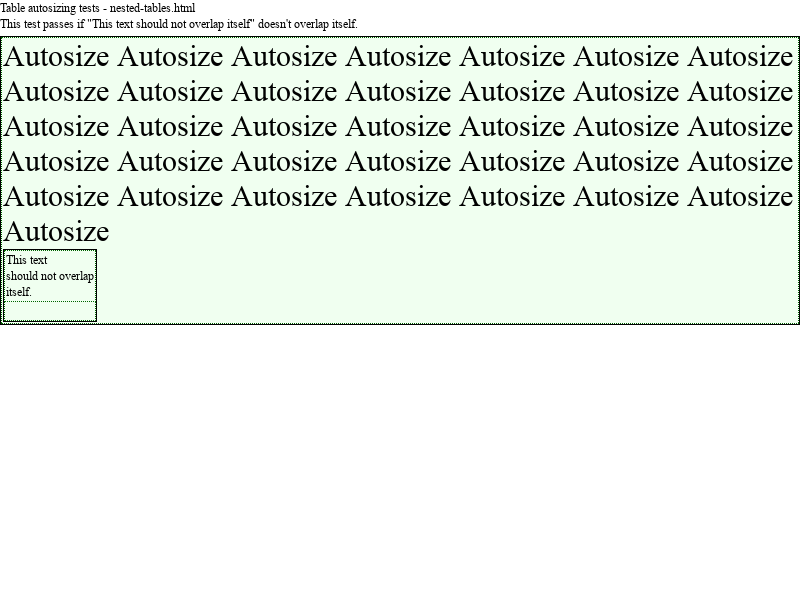 Table autosizing tests - nested-tables.html
This test passes if "This text should not overlap itself" doesn't overlap itself.
Autosize Autosize Autosize Autosize Autosize Autosize Autosize
Autosize Autosize Autosize Autosize Autosize Autosize Autosize
Autosize Autosize Autosize Autosize Autosize Autosize Autosize
Autosize Autosize Autosize Autosize Autosize Autosize Autosize
Autosize Autosize Autosize Autosize Autosize Autosize Autosize
Autosize
This text
should not overlap
itself.